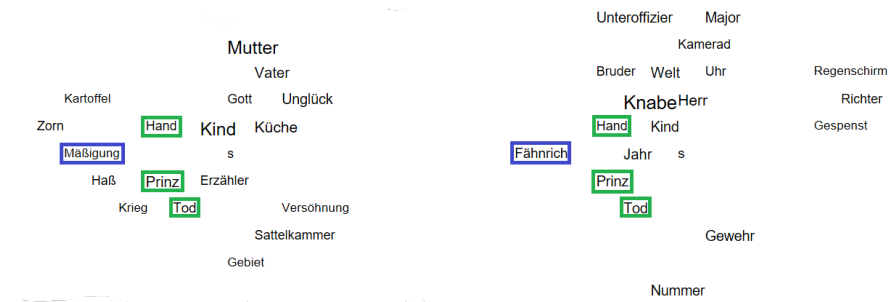 Mutter
Vater
Kartoffel Gott Unglück
Zorn Hand Kind Küche
Mäßigung s
Haß Prinz Erzähler
Krieg Tod Versöhnung
Sattelkammer
Gebiet
Unteroffizier Major
Kamerad
Bruder Welt Uhr Regenschirm
Knabe Herr Richter
Hand Kind Gespenst
Fähnrich Jahr s
Prinz
Tod
Gewehr
Nummer